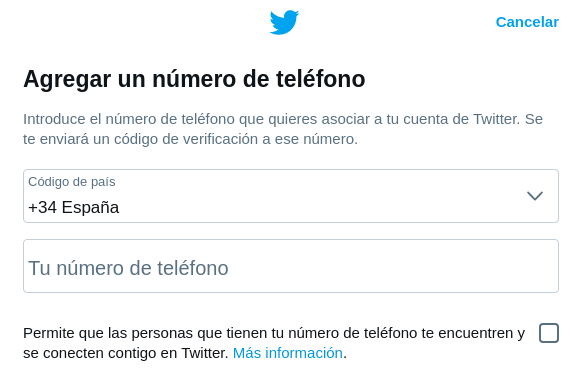 Cancelar
Agregar un número de teléfono
Introduce el número de teléfono que quieres asociar a tu cuenta de Twitter. Se
te enviará un código de verificación a ese número.
Código de país
+34 España
Tu número de teléfono
Permite que las personas que tienen tu número de teléfono te encuentren y
se conecten contigo en Twitter. Más información.